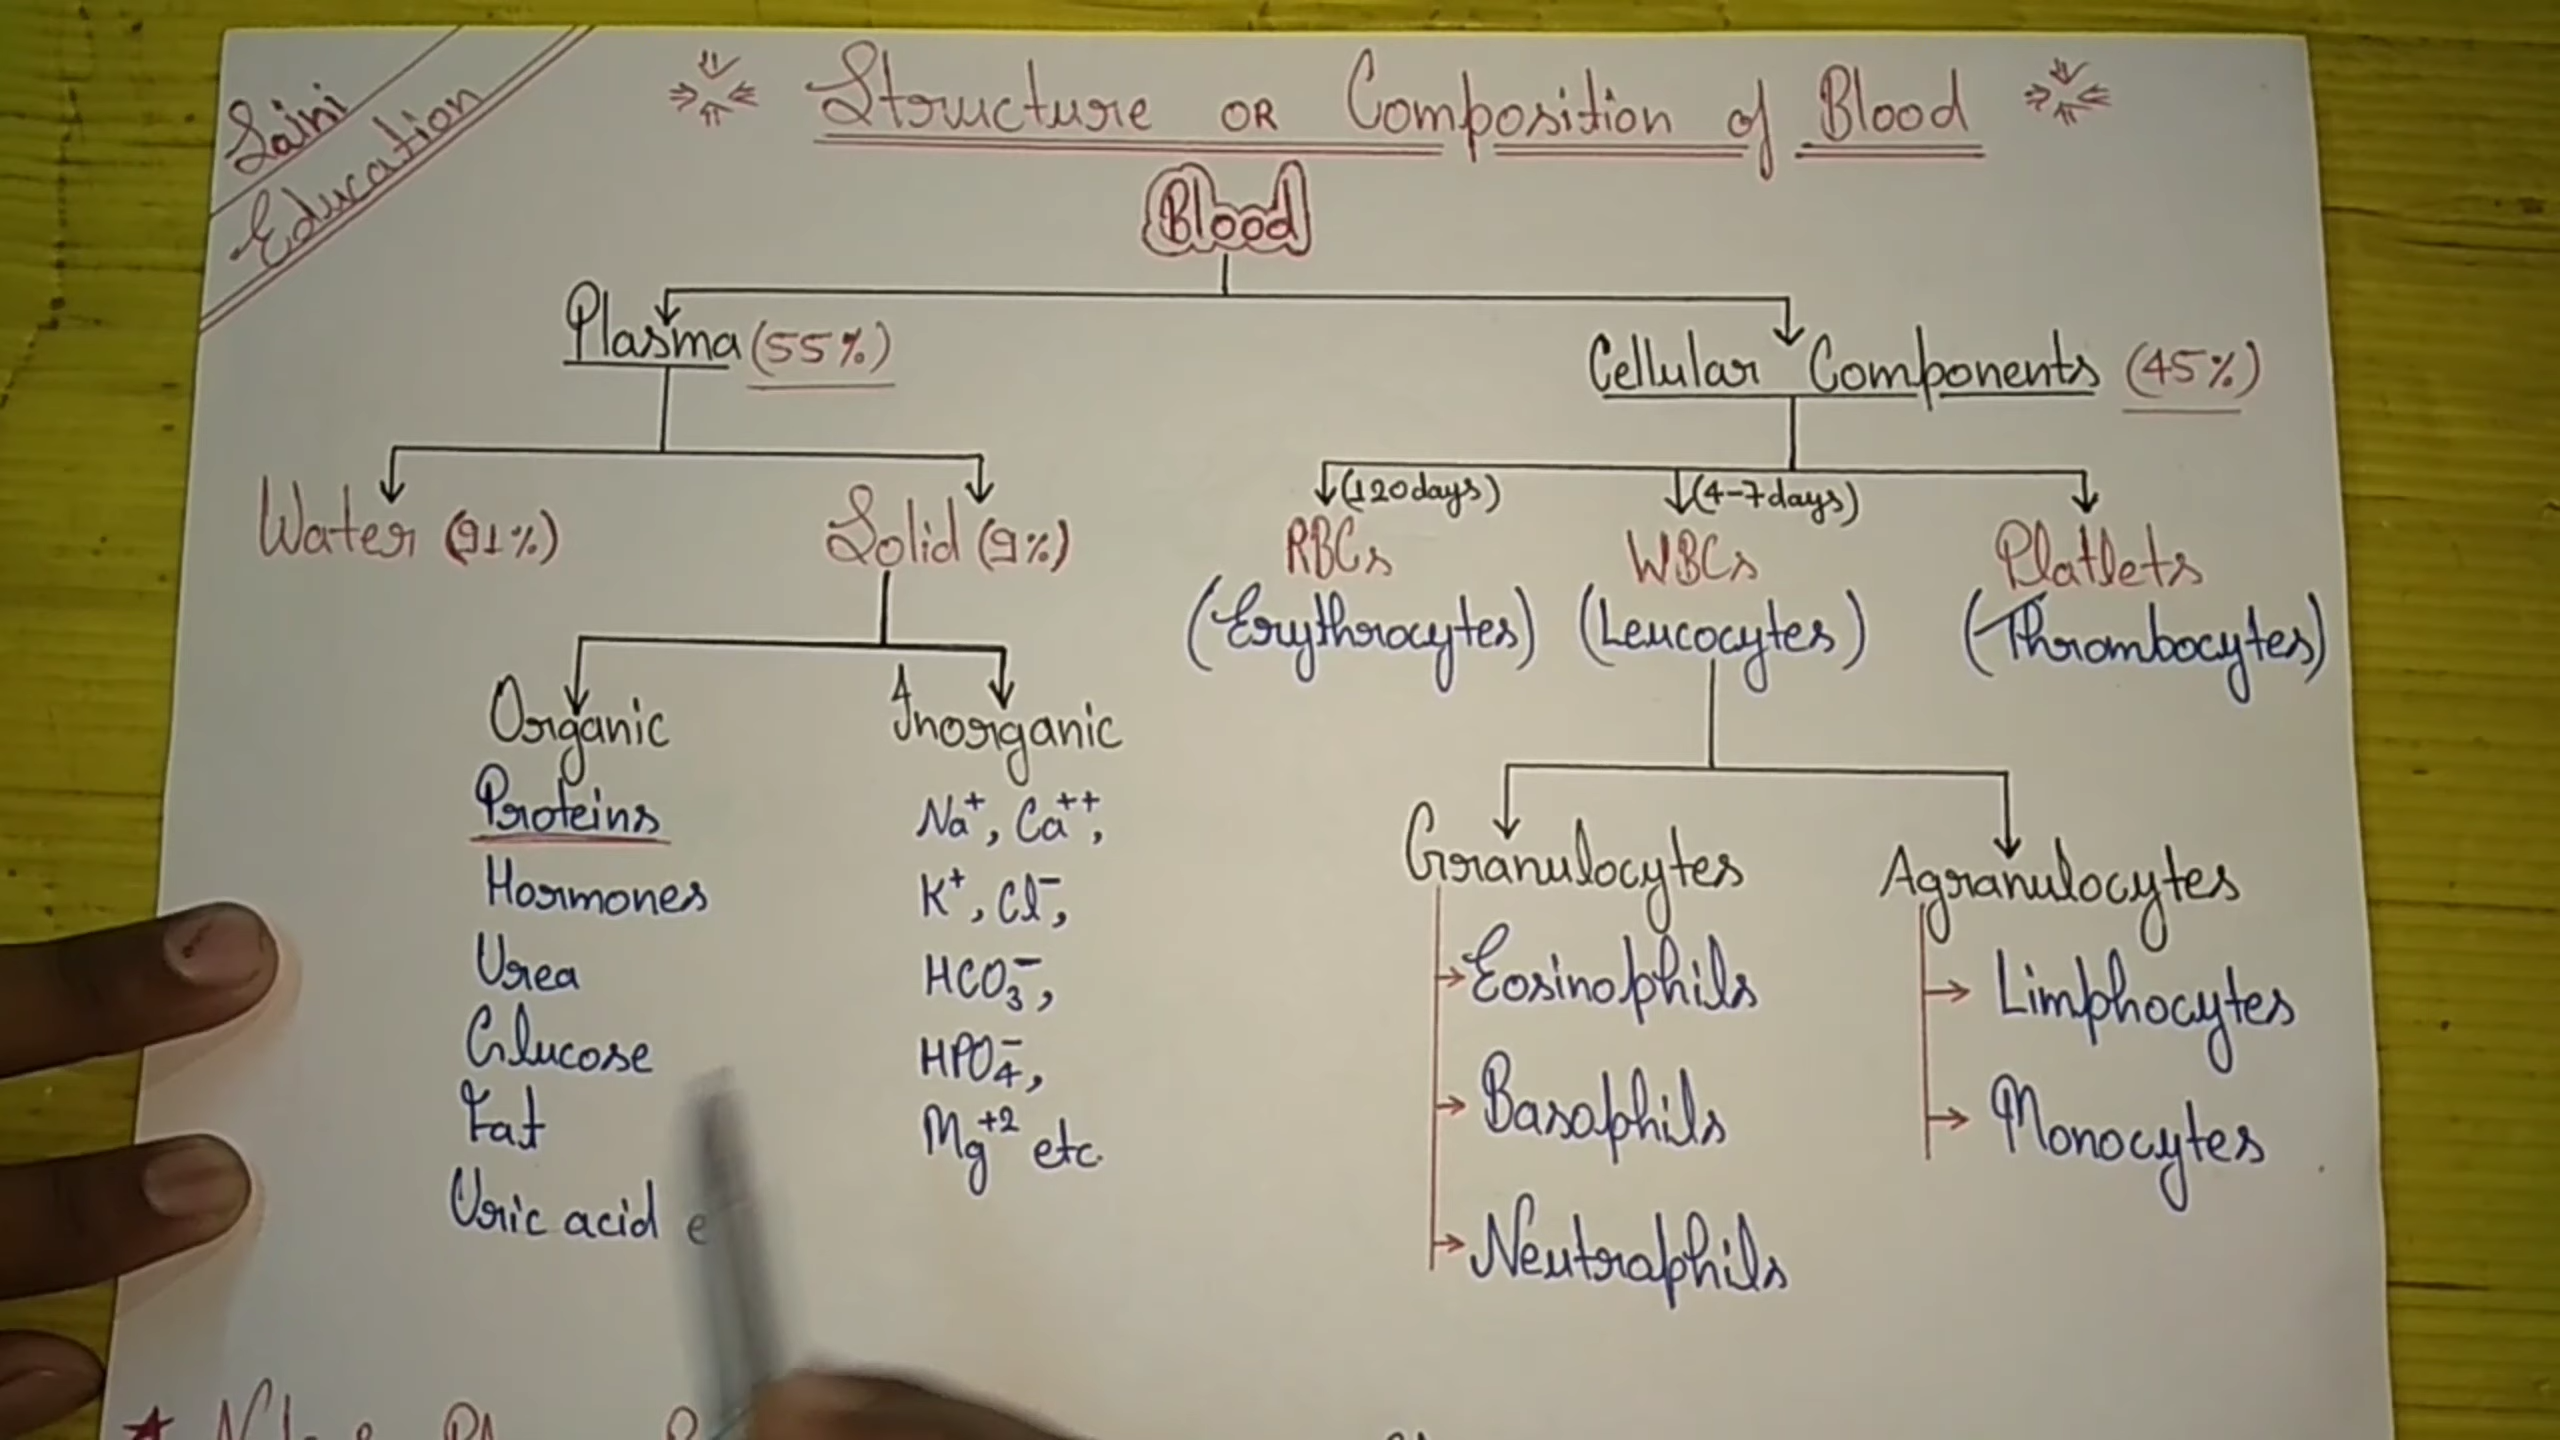 Saini
Education
Structure OR Composition of Blood
Blood
Plasma (55%)
Cellular Components (45%)
Water (91%)
Solid (9%)
(120days)
(4-7days)
RBCs
WBCs
Platlets
(Erythrocytes)
(Leucocytes)
(Thrombocytes)
Organic
Inorganic
Proteins
Hormones
Urea
Glucose
Fat
Uric acid e
Na⁺, Ca⁺⁺,
K⁺, Cl⁻,
HCO₃⁻,
HPO₄⁻,
Mg⁺² etc.
Granulocytes
Eosinophils
Basophils
Neutraphils
Agranulocytes
Limphocytes
Monocytes